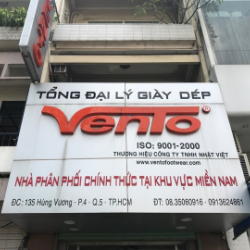 TỔNG ĐẠI LÝ GIÀY DÉP
Vento®
ISO: 9001-2000
THƯƠNG HIỆU CÔNG TY TNHH NHẬT VIỆT
www.ventofootwear.com
NHÀ PHÂN PHỐI CHÍNH THỨC TẠI KHU VỰC MIỀN NAM
ĐC: 135 Hùng Vương - P.4 - Q.5 - TP.HCM ĐT: 08.35080916 - 0913624861